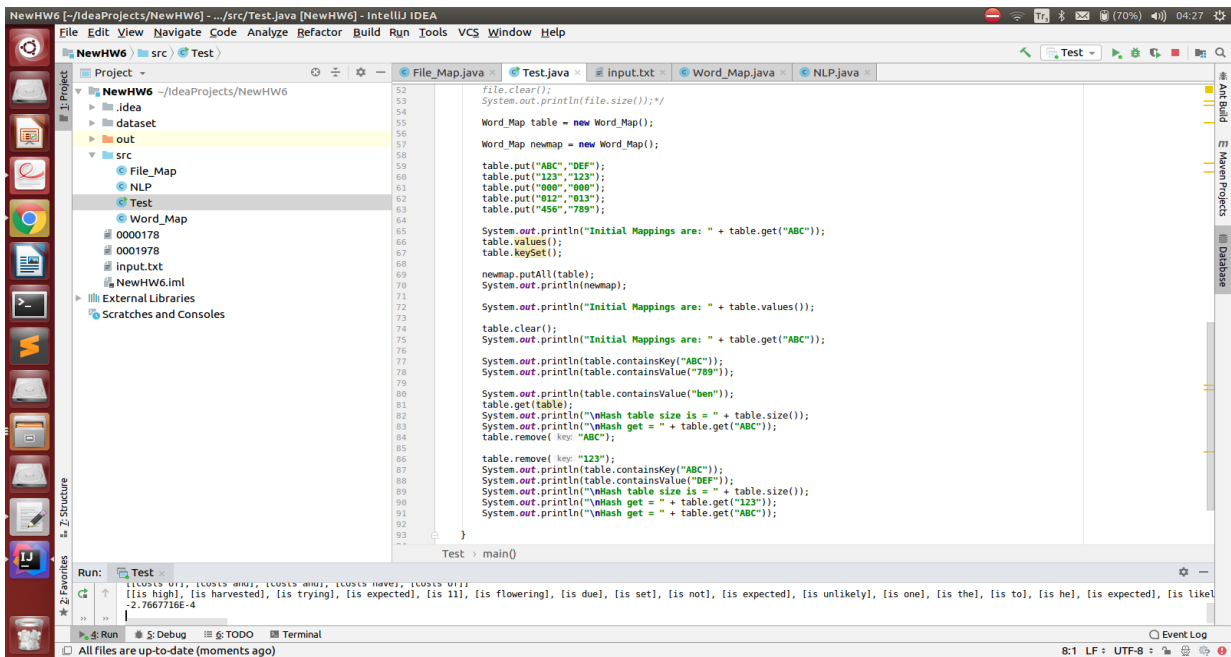 NewHW6 [~/IdeaProjects/NewHW6] - .../src/Test.java [NewHW6] - IntelliJ IDEA
Tr, (70%) 04:27
File Edit View Navigate Code Analyze Refactor Build Run Tools VCS Window Help
NewHW6 src Test
Test
Project
File_Map.java Test.java input.txt Word_Map.java NLP.java
1: Project
NewHW6 ~/IdeaProjects/NewHW6
.idea
dataset
out
src
File_Map
NLP
Test
Word_Map
0000178
0001978
input.txt
NewHW6.iml
External Libraries
Scratches and Consoles
52 file.clear();
53 System.out.println(file.size());*/
54
55 Word_Map table = new Word_Map();
56
57 Word_Map newmap = new Word_Map();
58
59 table.put("ABC","DEF");
60 table.put("123","123");
61 table.put("000","000");
62 table.put("012","013");
63 table.put("456","789");
64
65 System.out.println("Initial Mappings are: " + table.get("ABC"));
66 table.values();
67 table.keySet();
68
69 newmap.putAll(table);
70 System.out.println(newmap);
71
72 System.out.println("Initial Mappings are: " + table.values());
73
74 table.clear();
75 System.out.println("Initial Mappings are: " + table.get("ABC"));
76
77 System.out.println(table.containsKey("ABC"));
78 System.out.println(table.containsValue("789"));
79
80 System.out.println(table.containsValue("ben"));
81 table.get(table);
82 System.out.println("\nHash table size is = " + table.size());
83 System.out.println("\nHash get = " + table.get("ABC"));
84 table.remove( key: "ABC");
85
86 table.remove( key: "123");
87 System.out.println(table.containsKey("ABC"));
88 System.out.println(table.containsValue("DEF"));
89 System.out.println("\nHash table size is = " + table.size());
90 System.out.println("\nHash get = " + table.get("123"));
91 System.out.println("\nHash get = " + table.get("ABC"));
92
93 }
Test main()
Ant Build
m Maven Projects
Database
Z: Structure
2: Favorites
Run: Test
[[costs of], [costs and], [costs and], [costs have], [costs of]]
[[is high], [is harvested], [is trying], [is expected], [is 11], [is flowering], [is due], [is set], [is not], [is expected], [is unlikely], [is one], [is the], [is to], [is he], [is expected], [is likel
-2.7667716E-4
4: Run 5: Debug 6: TODO Terminal Event Log
All files are up-to-date (moments ago) 8:1 LF UTF-8